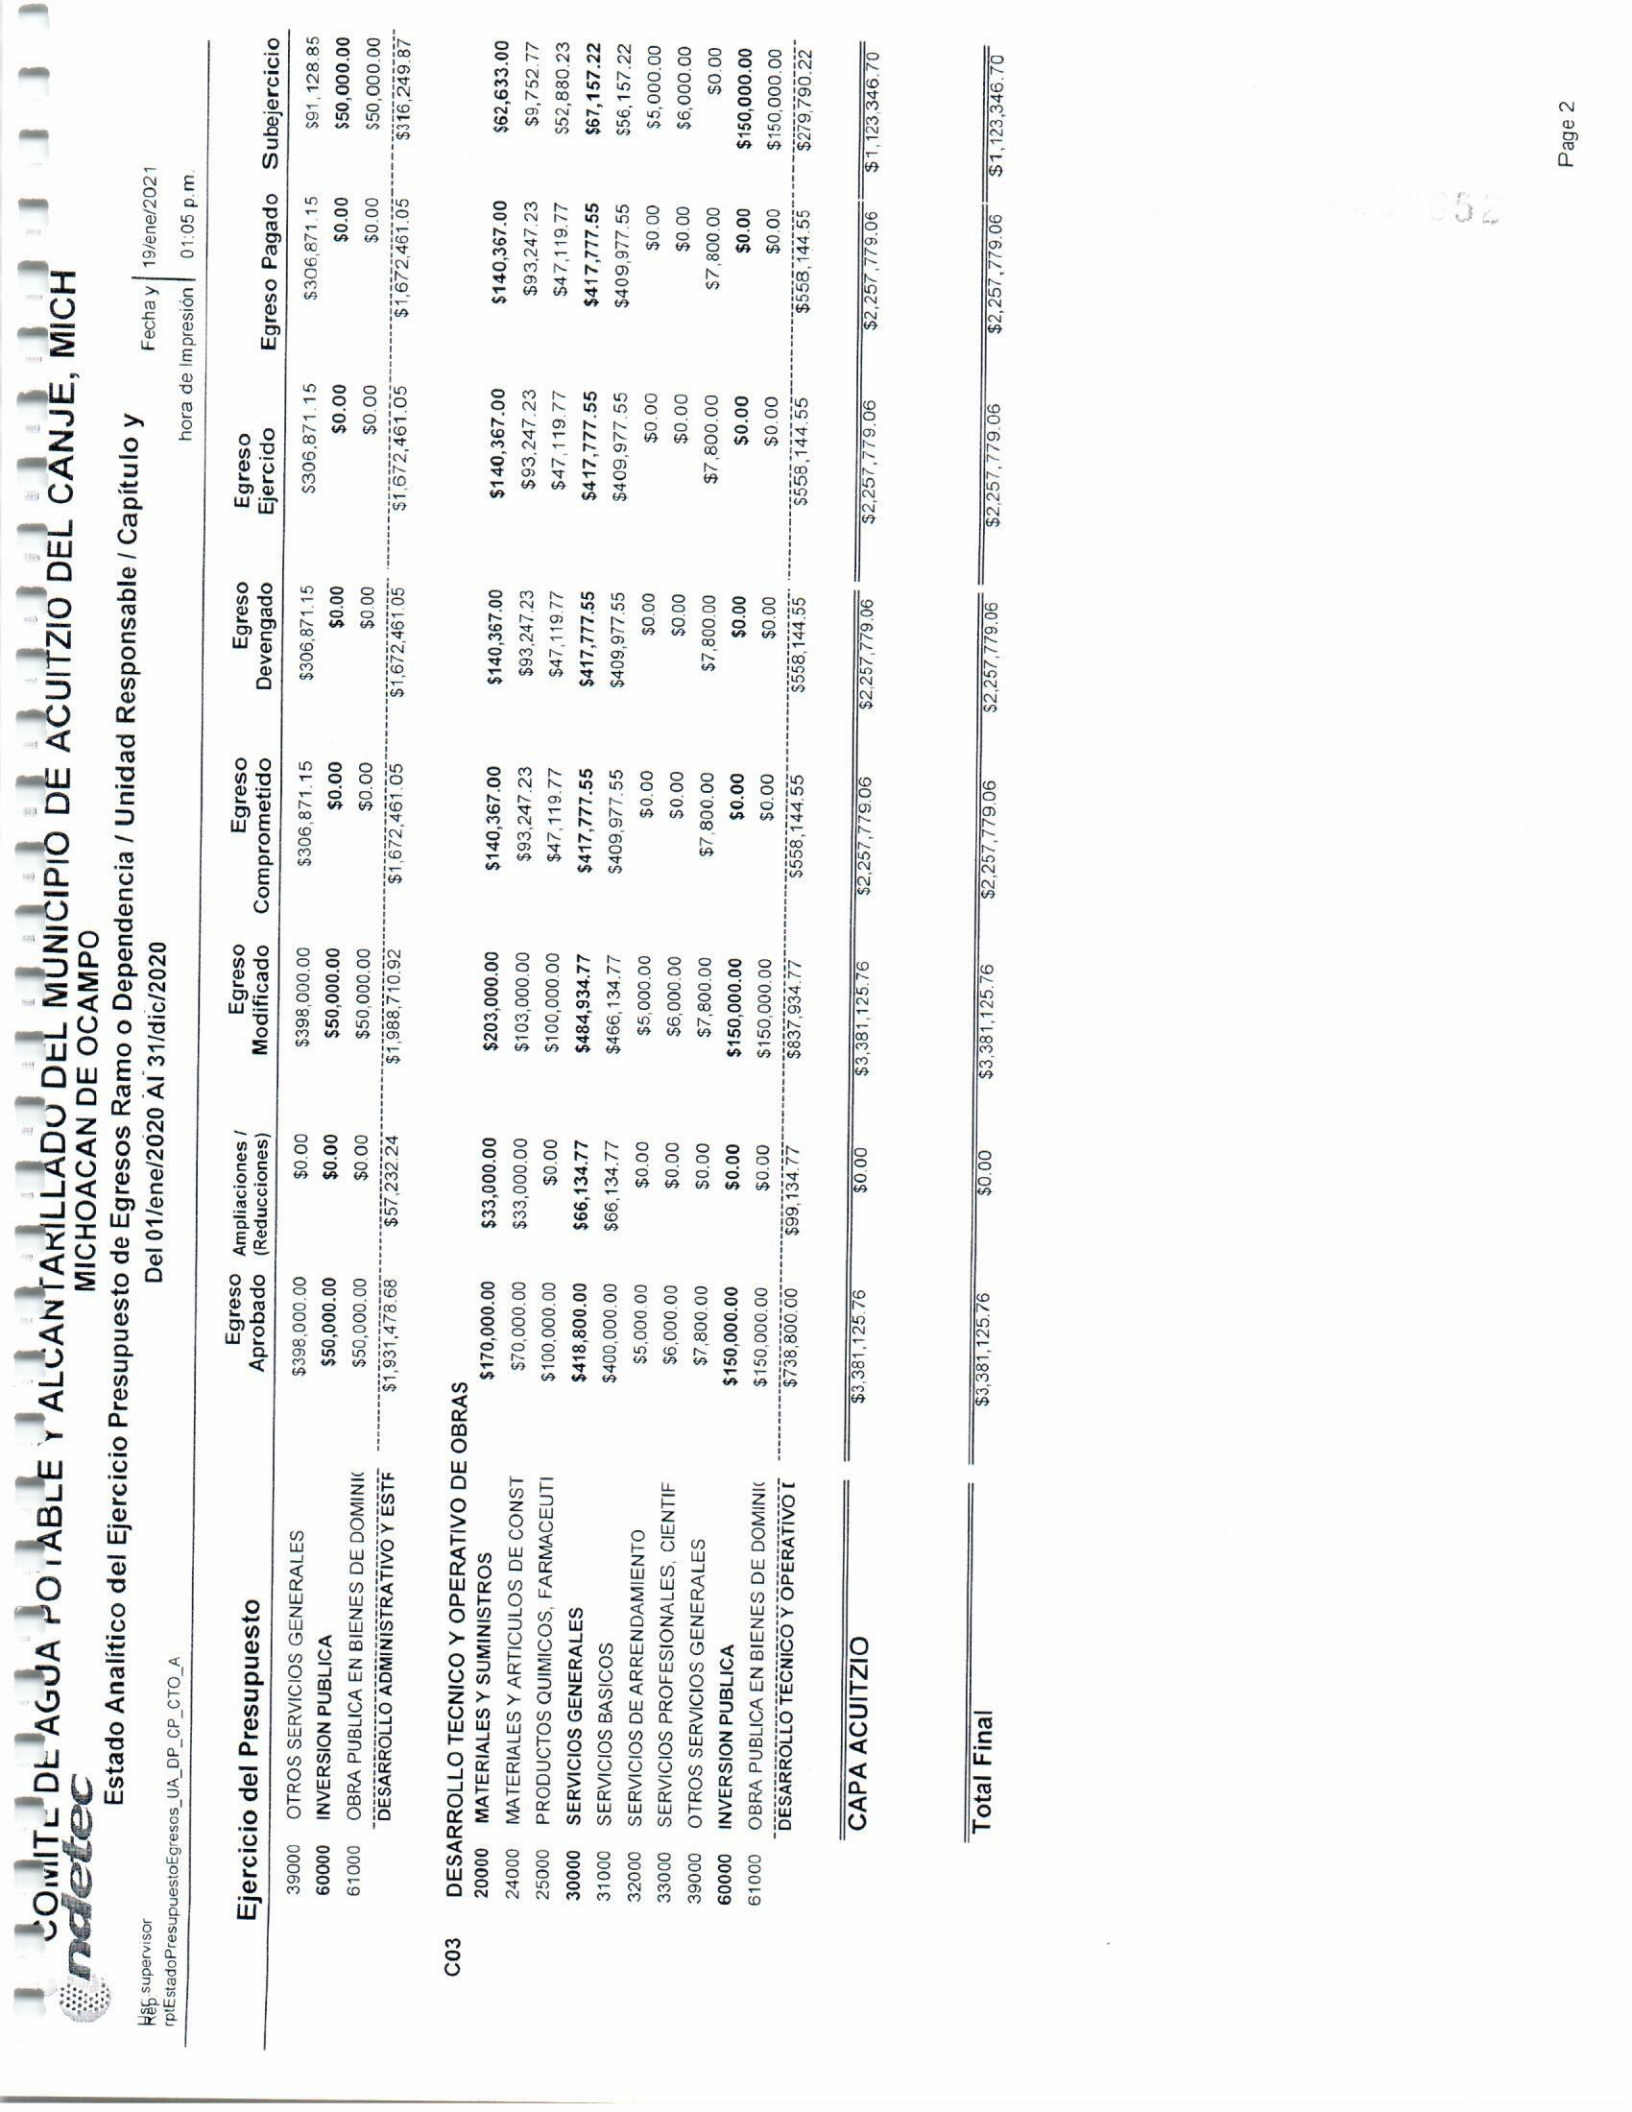 COMITE DE AGUA POTABLE Y ALCANTARILLADO DEL MUNICIPIO DE ACUITZIO DEL CANJE, MICH
MICHOACAN DE OCAMPO
ndetec
Estado Analítico del Ejercicio Presupuesto de Egresos Ramo o Dependencia / Unidad Responsable / Capítulo y
Del 01/ene/2020 Al 31/dic/2020
Fecha y 19/ene/2021
hora de Impresión 01:05 p.m.
Usr: supervisor
Rep:
rptEstadoPresupuestoEgresos_UA_DP_CP_CTO_A
Ejercicio del Presupuesto Egreso Aprobado Ampliaciones / (Reducciones) Egreso Modificado Egreso Comprometido Egreso Devengado Egreso Ejercido Egreso Pagado Subejercicio
39000 OTROS SERVICIOS GENERALES $398,000.00 $0.00 $398,000.00 $306,871.15 $306,871.15 $306,871.15 $306,871.15 $91,128.85
60000 INVERSION PUBLICA $50,000.00 $0.00 $50,000.00 $0.00 $0.00 $0.00 $0.00 $50,000.00
61000 OBRA PUBLICA EN BIENES DE DOMINI $50,000.00 $0.00 $50,000.00 $0.00 $0.00 $0.00 $0.00 $50,000.00
DESARROLLO ADMINISTRATIVO Y ESTF $1,931,478.68 $57,232.24 $1,988,710.92 $1,672,461.05 $1,672,461.05 $1,672,461.05 $1,672,461.05 $316,249.87
C03 DESARROLLO TECNICO Y OPERATIVO DE OBRAS
20000 MATERIALES Y SUMINISTROS $170,000.00 $33,000.00 $203,000.00 $140,367.00 $140,367.00 $140,367.00 $140,367.00 $62,633.00
24000 MATERIALES Y ARTICULOS DE CONST $70,000.00 $33,000.00 $103,000.00 $93,247.23 $93,247.23 $93,247.23 $93,247.23 $9,752.77
25000 PRODUCTOS QUIMICOS, FARMACEUTI $100,000.00 $0.00 $100,000.00 $47,119.77 $47,119.77 $47,119.77 $47,119.77 $52,880.23
30000 SERVICIOS GENERALES $418,800.00 $66,134.77 $484,934.77 $417,777.55 $417,777.55 $417,777.55 $417,777.55 $67,157.22
31000 SERVICIOS BASICOS $400,000.00 $66,134.77 $466,134.77 $409,977.55 $409,977.55 $409,977.55 $409,977.55 $56,157.22
32000 SERVICIOS DE ARRENDAMIENTO $5,000.00 $0.00 $5,000.00 $0.00 $0.00 $0.00 $0.00 $5,000.00
33000 SERVICIOS PROFESIONALES, CIENTIF $6,000.00 $0.00 $6,000.00 $0.00 $0.00 $0.00 $0.00 $6,000.00
39000 OTROS SERVICIOS GENERALES $7,800.00 $0.00 $7,800.00 $7,800.00 $7,800.00 $7,800.00 $7,800.00 $0.00
60000 INVERSION PUBLICA $150,000.00 $0.00 $150,000.00 $0.00 $0.00 $0.00 $0.00 $150,000.00
61000 OBRA PUBLICA EN BIENES DE DOMINI $150,000.00 $0.00 $150,000.00 $0.00 $0.00 $0.00 $0.00 $150,000.00
DESARROLLO TECNICO Y OPERATIVO D $738,800.00 $99,134.77 $837,934.77 $558,144.55 $558,144.55 $558,144.55 $558,144.55 $279,790.22
CAPA ACUITZIO $3,381,125.76 $0.00 $3,381,125.76 $2,257,779.06 $2,257,779.06 $2,257,779.06 $2,257,779.06 $1,123,346.70
Total Final $3,381,125.76 $0.00 $3,381,125.76 $2,257,779.06 $2,257,779.06 $2,257,779.06 $2,257,779.06 $1,123,346.70
Page 2